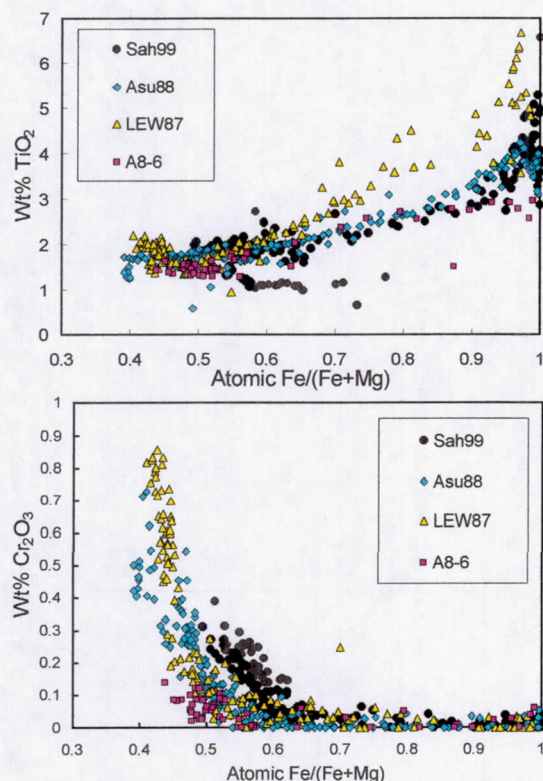 7
6
5
4
3
2
1
0
Wt% TiO2
Sah99
Asu88
LEW87
A8-6
0.3 0.4 0.5 0.6 0.7 0.8 0.9 1
Atomic Fe/(Fe+Mg)
1
0.9
0.8
0.7
0.6
0.5
0.4
0.3
0.2
0.1
0
Wt% Cr2O3
Sah99
Asu88
LEW87
A8-6
0.3 0.4 0.5 0.6 0.7 0.8 0.9 1
Atomic Fe/(Fe+Mg)